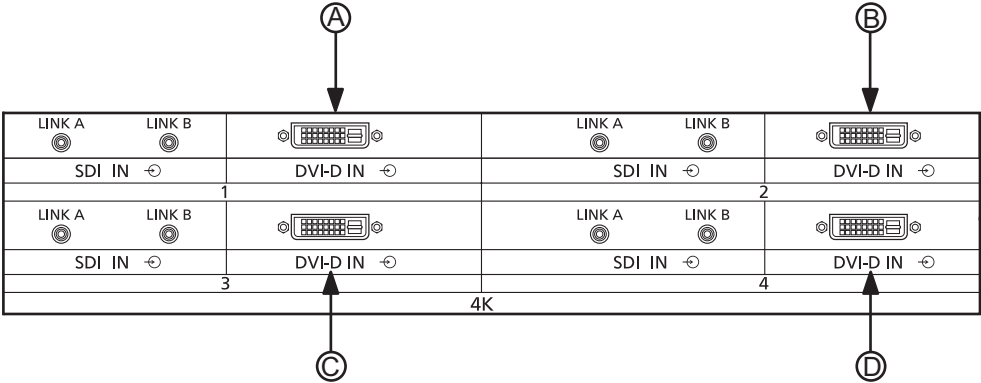 A B
LINK A LINK B LINK A LINK B
SDI IN DVI-D IN SDI IN DVI-D IN
1 2
LINK A LINK B LINK A LINK B
SDI IN DVI-D IN SDI IN DVI-D IN
3 4
4K
C D